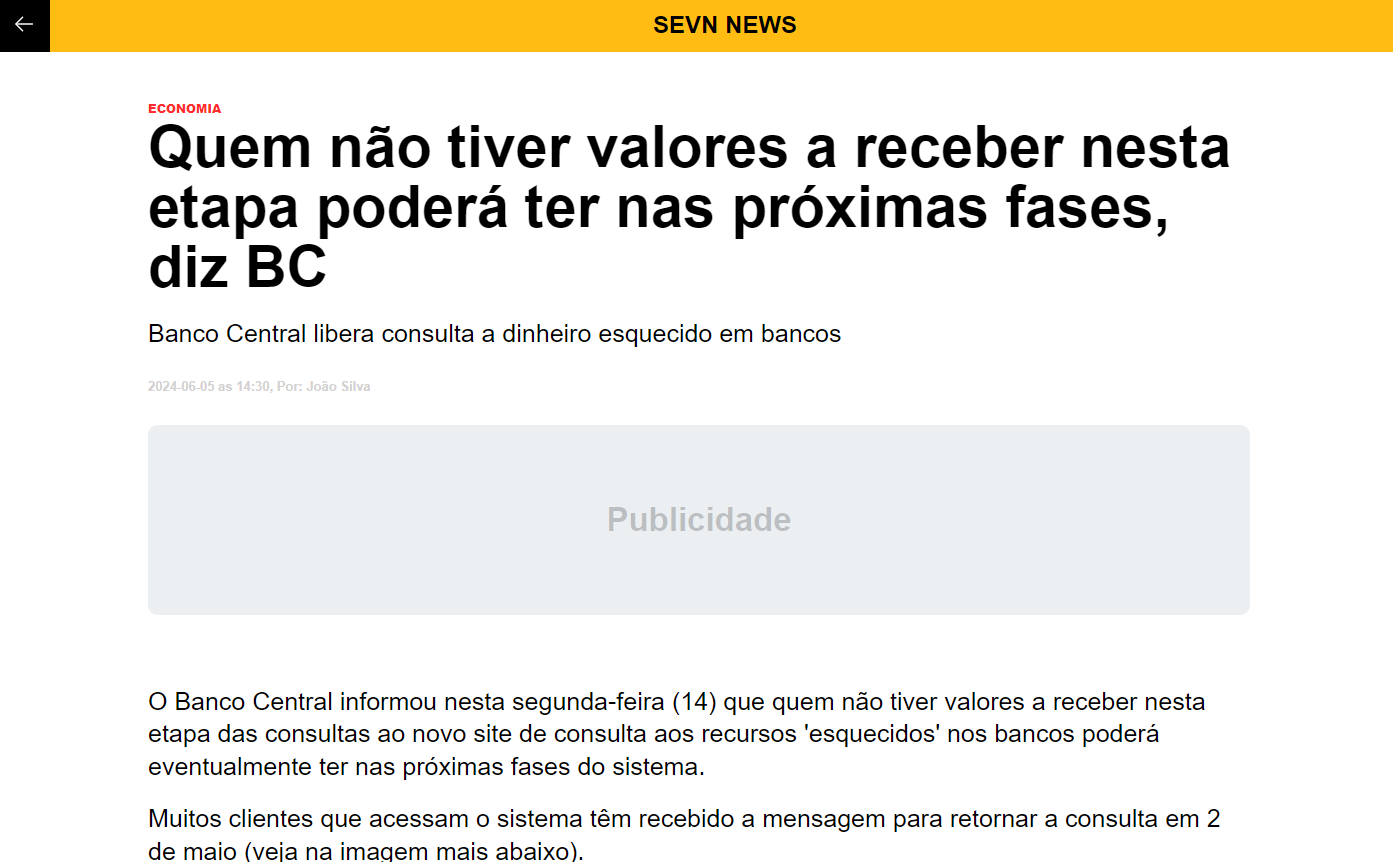 SEVN NEWS
ECONOMIA
Quem não tiver valores a receber nesta
etapa poderá ter nas próximas fases,
diz BC
Banco Central libera consulta a dinheiro esquecido em bancos
2024-06-05 as 14:30, Por: João Silva
Publicidade
O Banco Central informou nesta segunda-feira (14) que quem não tiver valores a receber nesta
etapa das consultas ao novo site de consulta aos recursos 'esquecidos' nos bancos poderá
eventualmente ter nas próximas fases do sistema.
Muitos clientes que acessam o sistema têm recebido a mensagem para retornar a consulta em 2
de maio (veja na imagem mais abaixo).